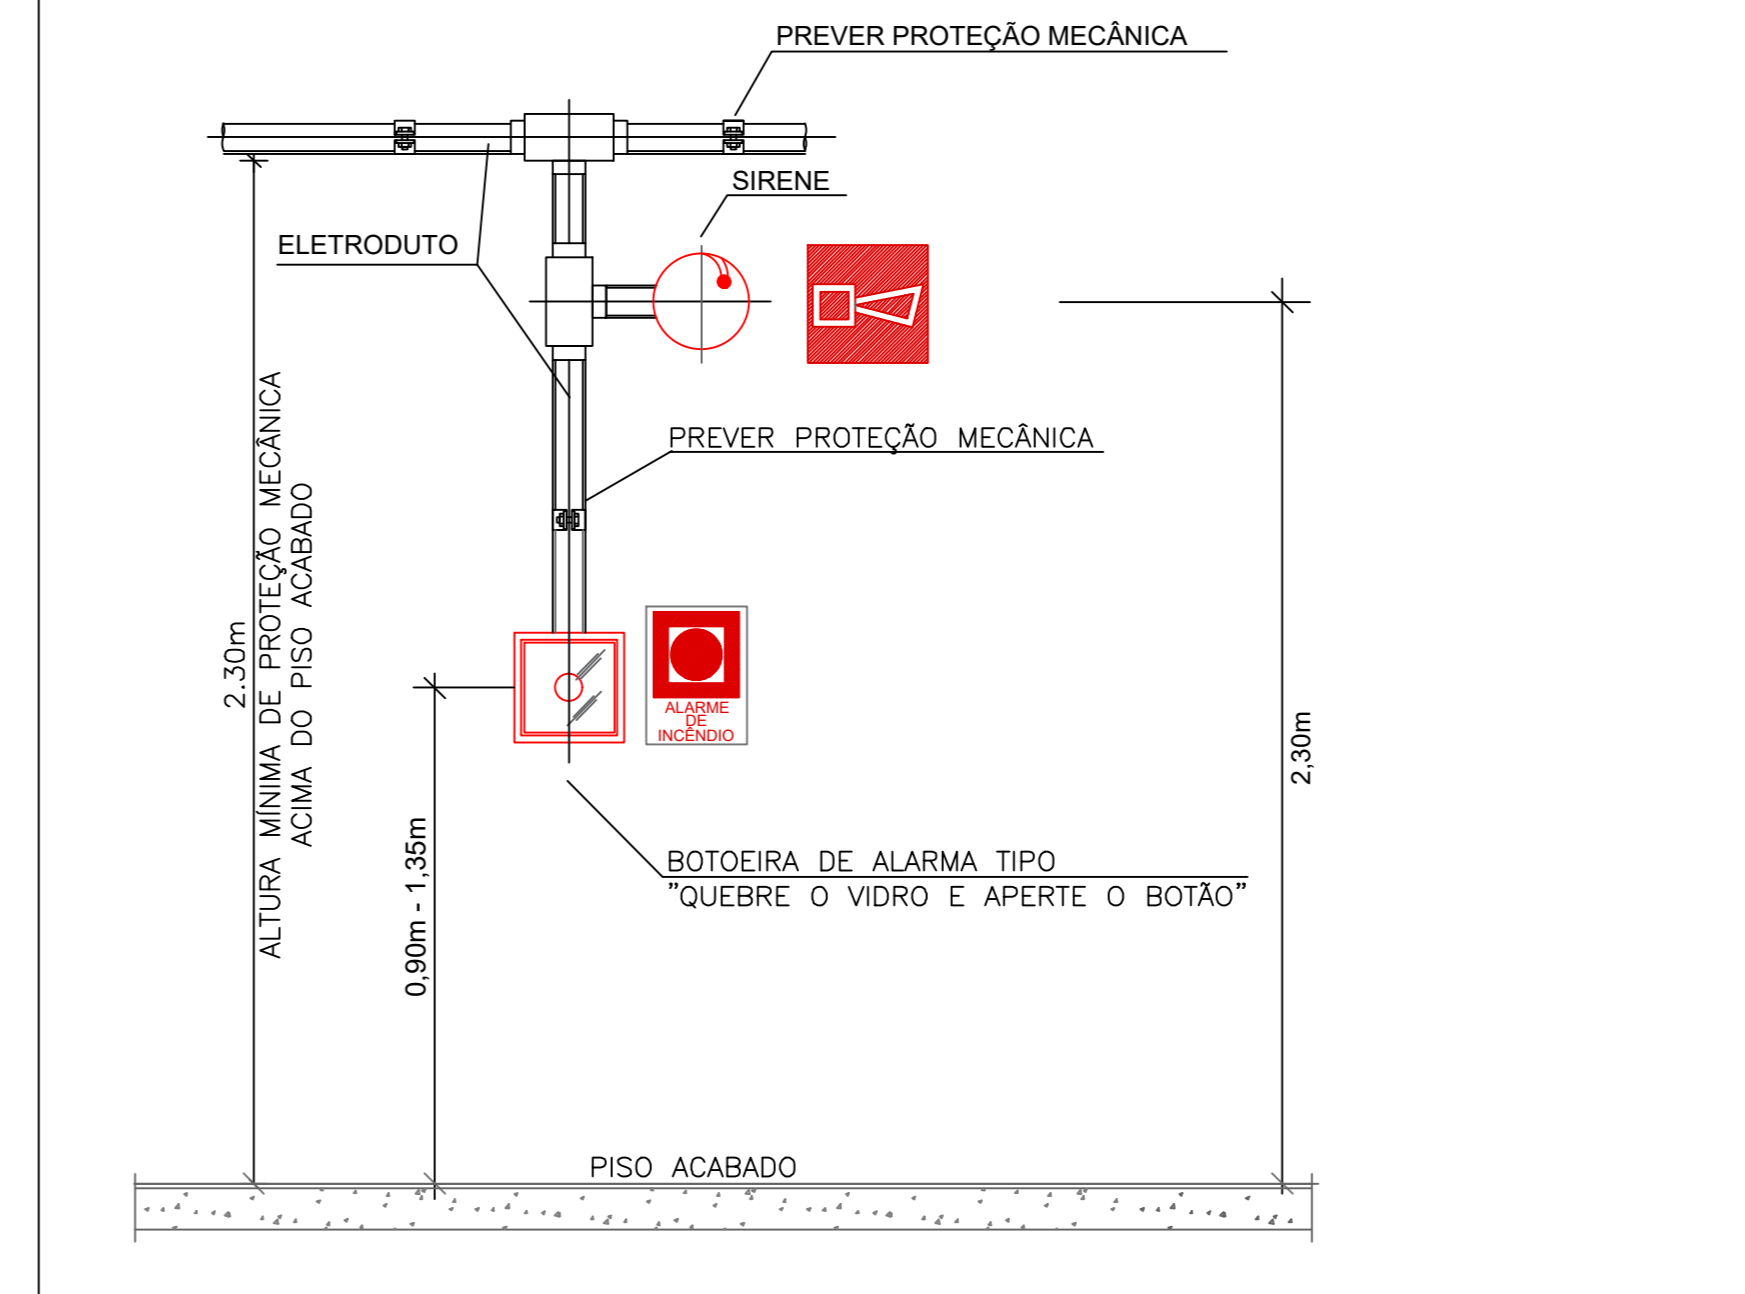 PREVER PROTEÇÃO MECÂNICA
SIRENE
ELETRODUTO
PREVER PROTEÇÃO MECÂNICA
2.30m
ALTURA MÍNIMA DE PROTEÇÃO MECÂNICA
ACIMA DO PISO ACABADO
ALARME
DE
INCÊNDIO
2,30m
0,90m - 1,35m
BOTOEIRA DE ALARMA TIPO
"QUEBRE O VIDRO E APERTE O BOTÃO"
PISO ACABADO